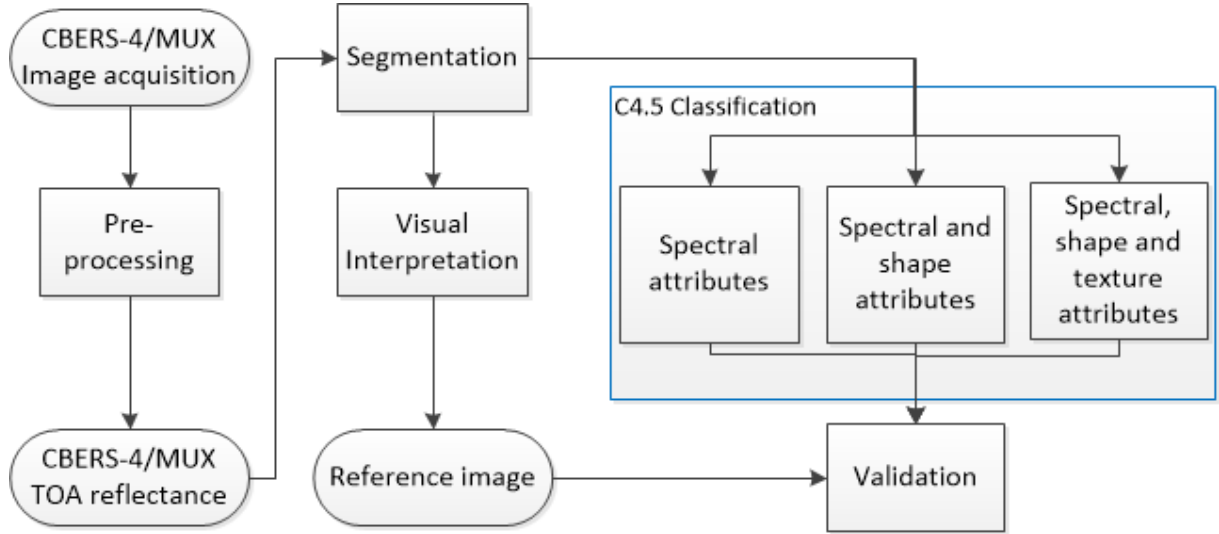 CBERS-4/MUX
Image acquisition
Pre-
processing
CBERS-4/MUX
TOA reflectance
Segmentation
Visual
Interpretation
Reference image
C4.5 Classification
Spectral
attributes
Spectral and
shape
attributes
Spectral,
shape and
texture
attributes
Validation